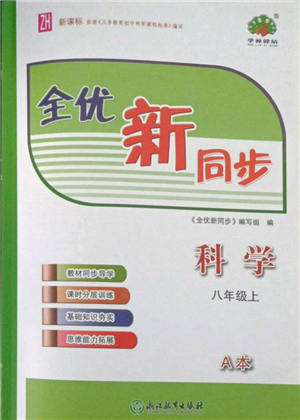 ZH 新课标 依据《义务教育初中科学课程标准》编写
学林驿站
全优
新
同步
《全优新同步》编写组 编
科学
八年级上
教材同步导学
课时分层训练
基础知识夯实
思维能力拓展
A本
浙江教育出版社